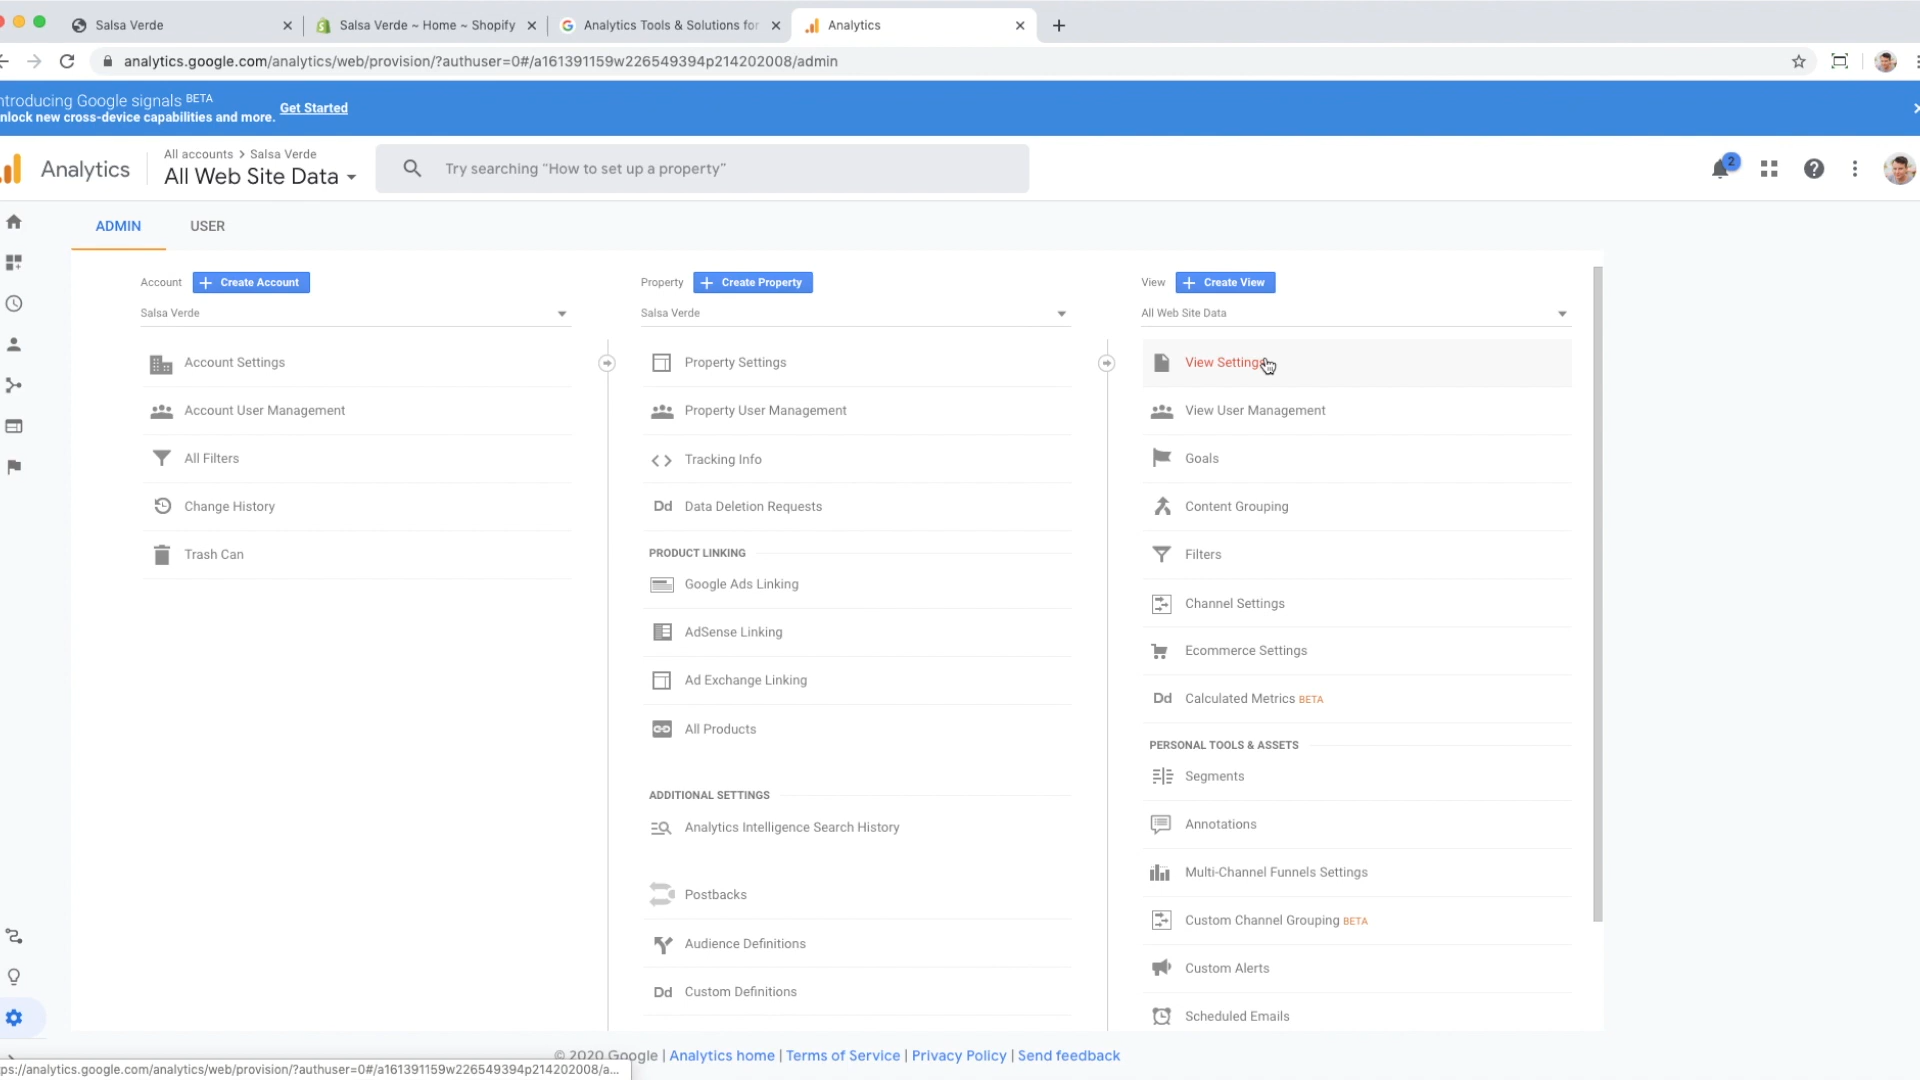 Salsa Verde
Salsa Verde ~ Home ~ Shopify
Analytics Tools & Solutions for
Analytics
analytics.google.com/analytics/web/provision/?authuser=0#/a161391159w226549394p214202008/admin
ntroducing Google signals BETA
nlock new cross-device capabilities and more.
Get Started
Analytics
All accounts > Salsa Verde
All Web Site Data
Try searching “How to set up a property”
2
ADMIN
USER
Account
Create Account
Salsa Verde
Account Settings
Account User Management
All Filters
Change History
Trash Can
Property
Create Property
Salsa Verde
Property Settings
Property User Management
Tracking Info
Dd Data Deletion Requests
PRODUCT LINKING
Google Ads Linking
AdSense Linking
Ad Exchange Linking
All Products
ADDITIONAL SETTINGS
Analytics Intelligence Search History
Postbacks
Audience Definitions
Dd Custom Definitions
View
Create View
All Web Site Data
View Settings
View User Management
Goals
Content Grouping
Filters
Channel Settings
Ecommerce Settings
Dd Calculated Metrics BETA
PERSONAL TOOLS & ASSETS
Segments
Annotations
Multi-Channel Funnels Settings
Custom Channel Grouping BETA
Custom Alerts
Scheduled Emails
© 2020 Google | Analytics home | Terms of Service | Privacy Policy | Send feedback
ps://analytics.google.com/analytics/web/provision/?authuser=0#/a161391159w226549394p214202008/a...